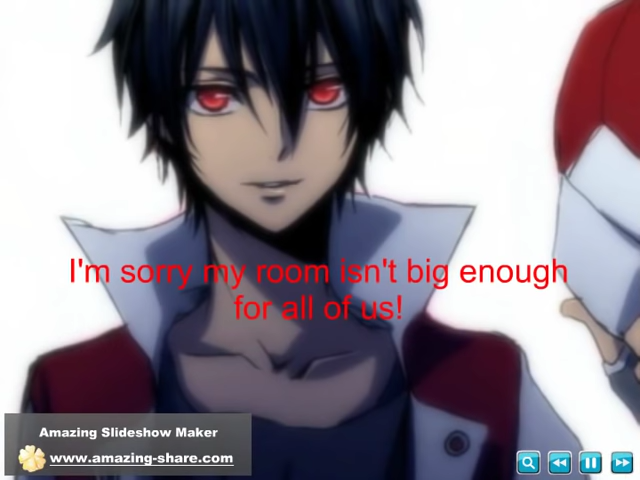 I'm sorry my room isn't big enough
for all of us!
Amazing Slideshow Maker
www.amazing-share.com